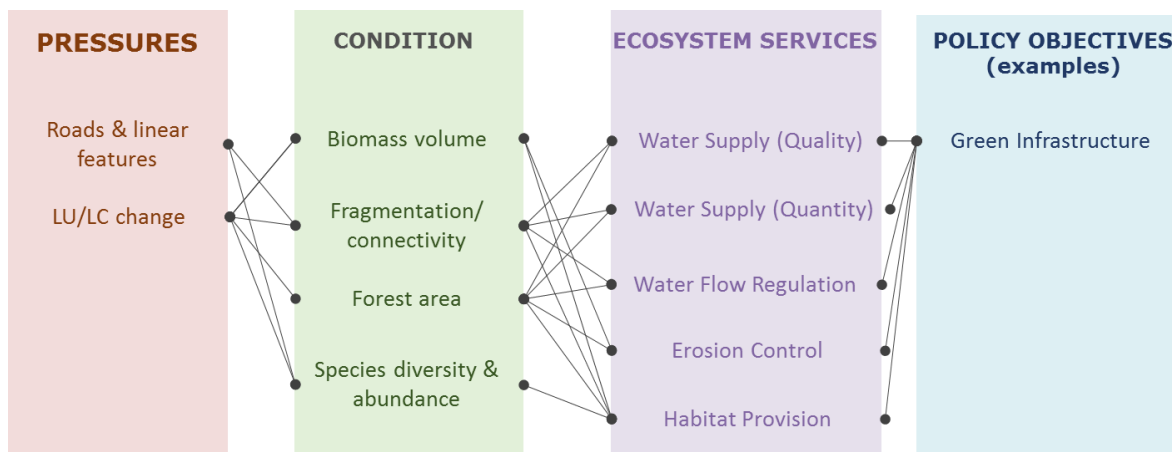 PRESSURES
Roads & linear
features
LU/LC change
CONDITION
Biomass volume
Fragmentation/
connectivity
Forest area
Species diversity &
abundance
ECOSYSTEM SERVICES
Water Supply (Quality)
Water Supply (Quantity)
Water Flow Regulation
Erosion Control
Habitat Provision
POLICY OBJECTIVES
(examples)
Green Infrastructure